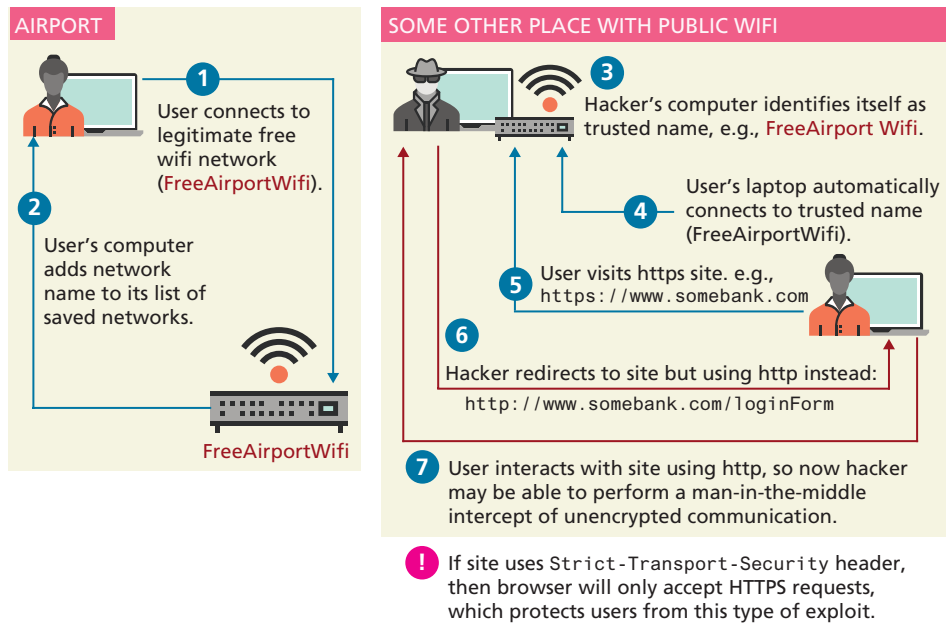 AIRPORT
1
User connects to
legitimate free
wifi network
(FreeAirportWifi).
2
User's computer
adds network
name to its list of
saved networks.
FreeAirportWifi
SOME OTHER PLACE WITH PUBLIC WIFI
3
Hacker's computer identifies itself as
trusted name, e.g., FreeAirport Wifi.
4
User's laptop automatically
connects to trusted name
(FreeAirportWifi).
5
User visits https site. e.g.,
https://www.somebank.com
6
Hacker redirects to site but using http instead:
http://www.somebank.com/loginForm
7
User interacts with site using http, so now hacker
may be able to perform a man-in-the-middle
intercept of unencrypted communication.
!
If site uses Strict-Transport-Security header,
then browser will only accept HTTPS requests,
which protects users from this type of exploit.